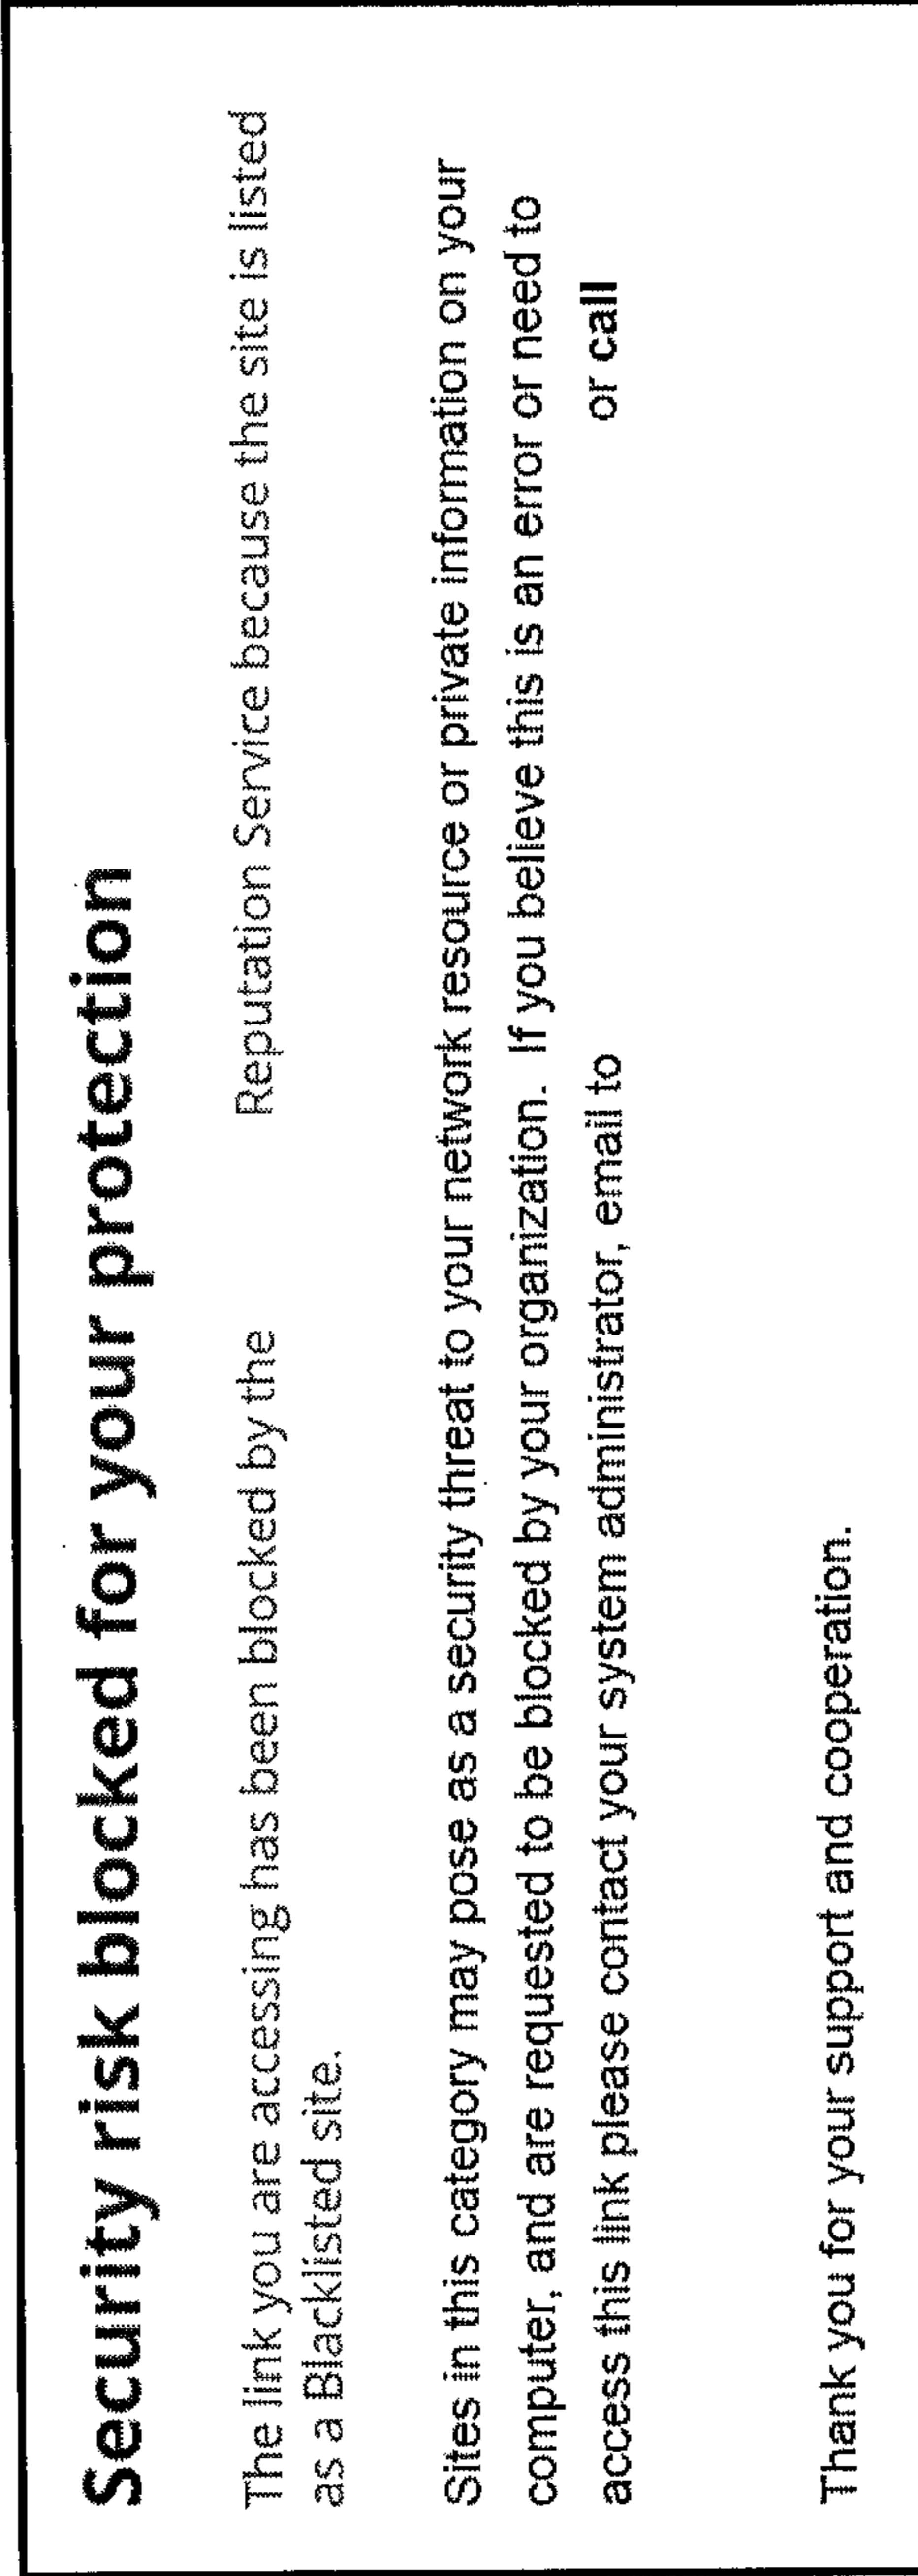 Security risk blocked for your protection
The link you are accessing has been blocked by the Reputation Service because the site is listed
as a Blacklisted site.
Sites in this category may pose as a security threat to your network resource or private information on your
computer, and are requested to be blocked by your organization. If you believe this is an error or need to
access this link please contact your system administrator, email to or call
Thank you for your support and cooperation.